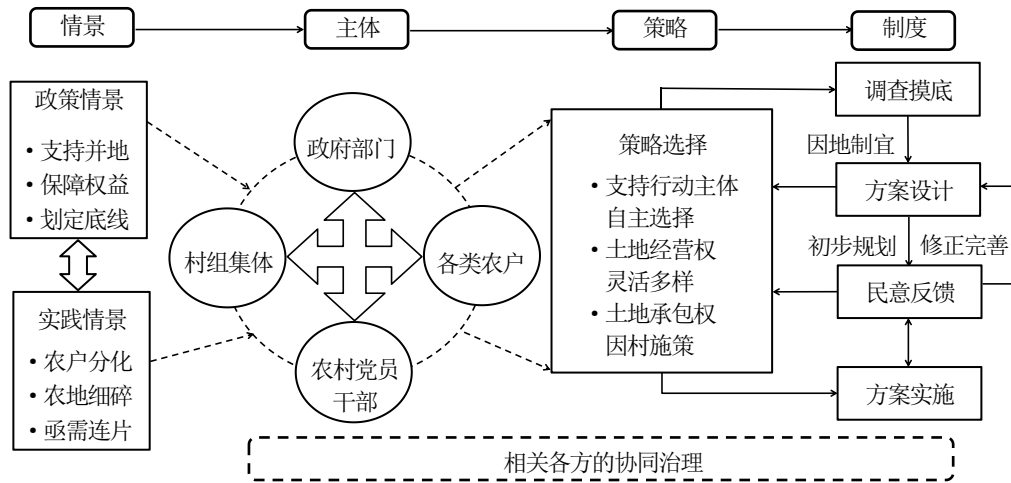 情景
主体
策略
制度
政策情景
・支持并地
・保障权益
・划定底线
实践情景
・农户分化
・农地细碎
・亟需连片
政府部门
村组集体
各类农户
农村党员
干部
策略选择
・支持行动主体
自主选择
・土地经营权
灵活多样
・土地承包权
因村施策
调查摸底
因地制宜
方案设计
初步规划
修正完善
民意反馈
方案实施
相关各方的协同治理